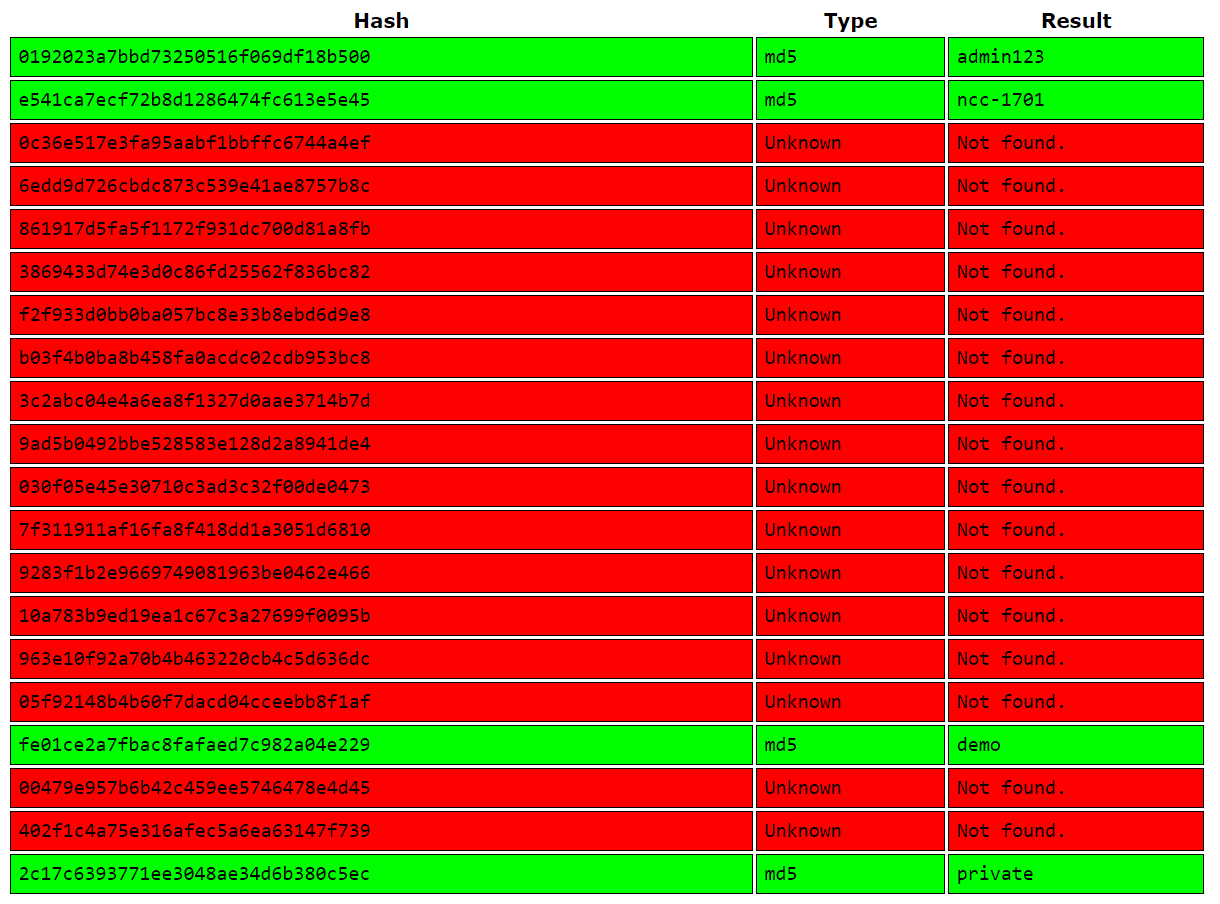 Hash Type Result
0192023a7bbd73250516f069df18b500 md5 admin123
e541ca7ecf72b8d1286474fc613e5e45 md5 ncc-1701
0c36e517e3fa95aabf1bbffc6744a4ef Unknown Not found.
6edd9d726cbdc873c539e41ae8757b8c Unknown Not found.
861917d5fa5f1172f931dc700d81a8fb Unknown Not found.
3869433d74e3d0c86fd25562f836bc82 Unknown Not found.
f2f933d0bb0ba057bc8e33b8ebd6d9e8 Unknown Not found.
b03f4b0ba8b458fa0acdc02cdb953bc8 Unknown Not found.
3c2abc04e4a6ea8f1327d0aae3714b7d Unknown Not found.
9ad5b0492bbe528583e128d2a8941de4 Unknown Not found.
030f05e45e30710c3ad3c32f00de0473 Unknown Not found.
7f311911af16fa8f418dd1a3051d6810 Unknown Not found.
9283f1b2e9669749081963be0462e466 Unknown Not found.
10a783b9ed19ea1c67c3a27699f0095b Unknown Not found.
963e10f92a70b4b463220cb4c5d636dc Unknown Not found.
05f92148b4b60f7dacd04cceebb8f1af Unknown Not found.
fe01ce2a7fbac8fafaed7c982a04e229 md5 demo
00479e957b6b42c459ee5746478e4d45 Unknown Not found.
402f1c4a75e316afec5a6ea63147f739 Unknown Not found.
2c17c6393771ee3048ae34d6b380c5ec md5 private